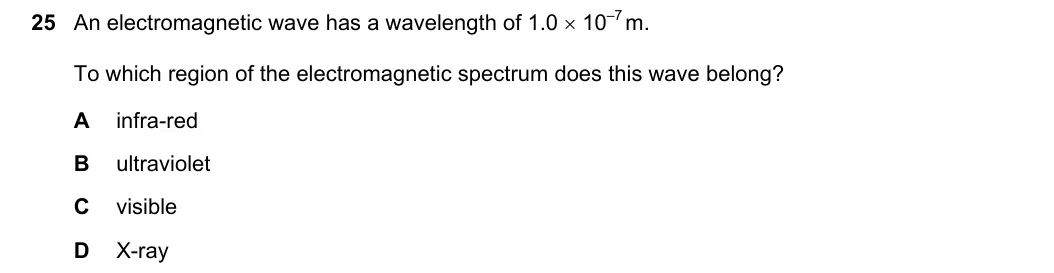 25 An electromagnetic wave has a wavelength of 1.0 × 10⁻⁷ m.
To which region of the electromagnetic spectrum does this wave belong?
A infra-red
B ultraviolet
C visible
D X-ray